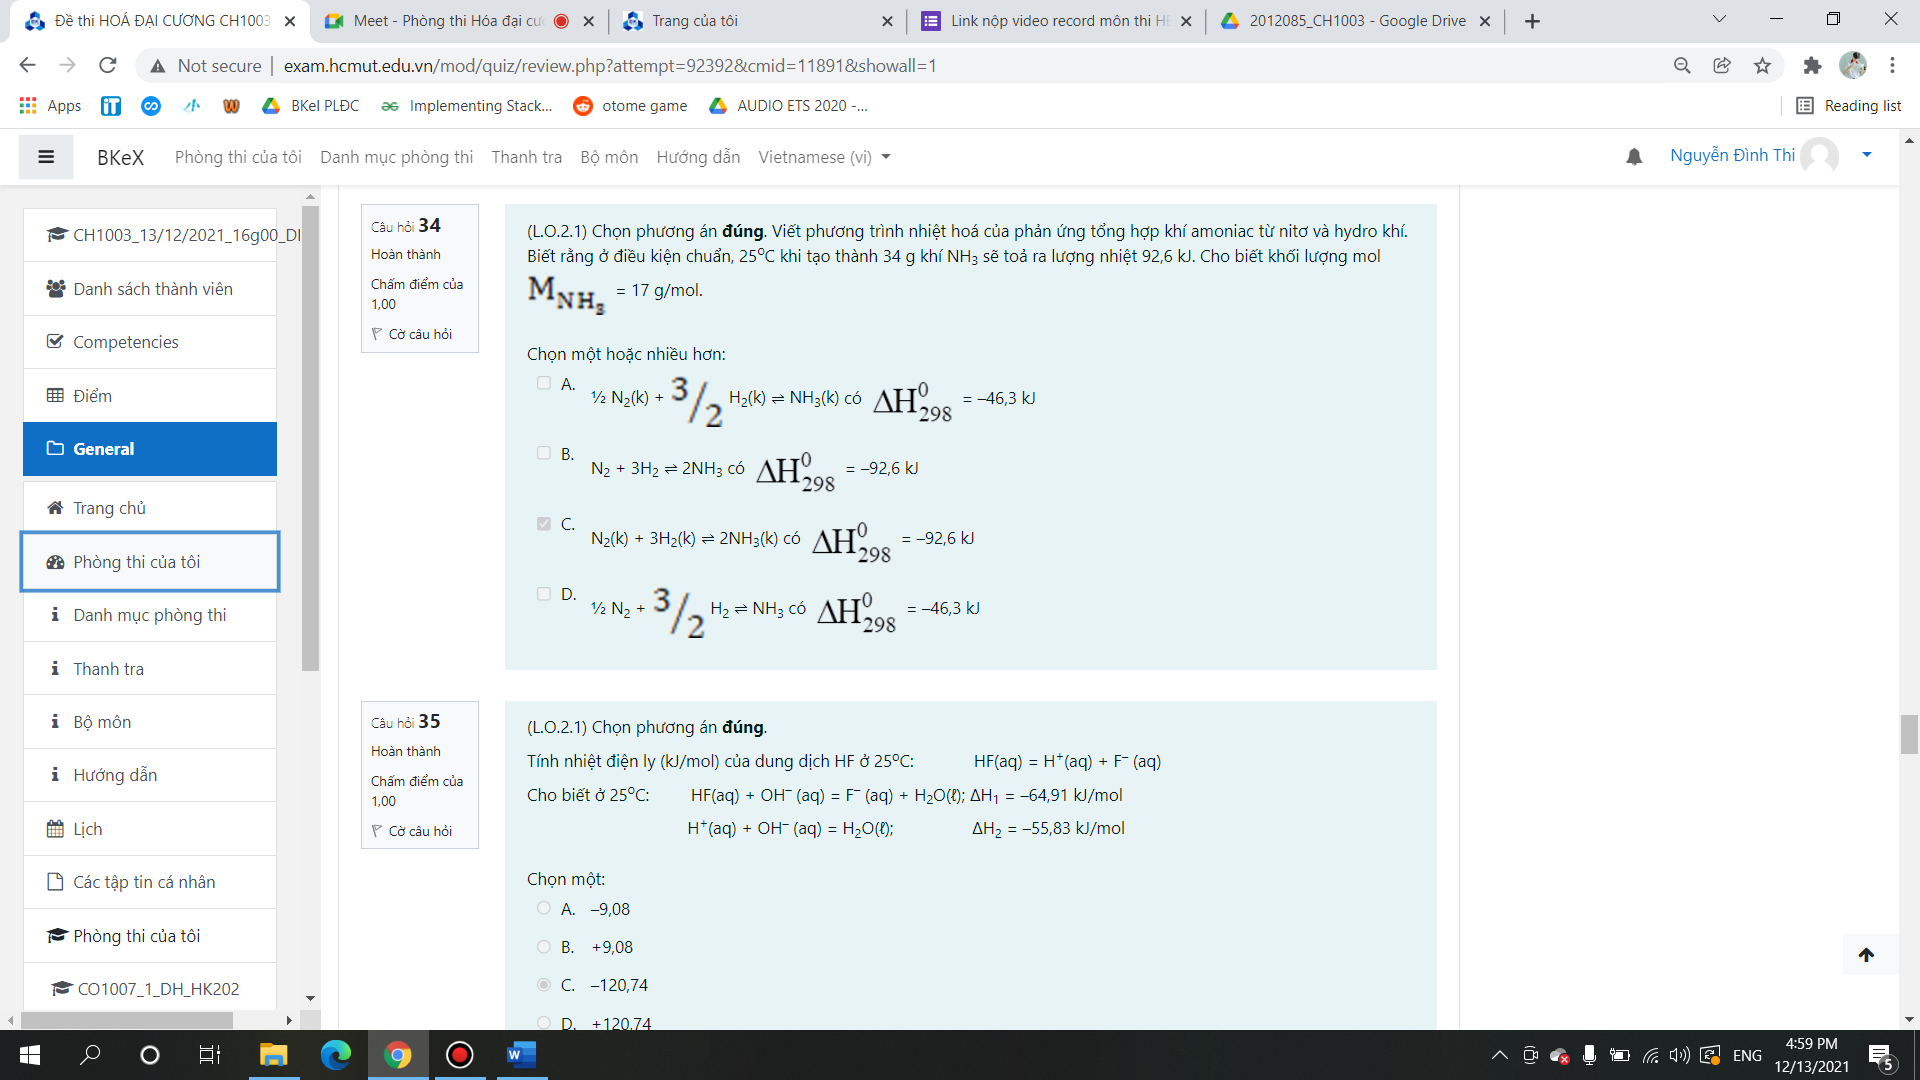 Đề thi HOÁ ĐẠI CƯƠNG CH1003
Meet - Phòng thi Hóa đại cư
Trang của tôi
Link nộp video record môn thi H
2012085_CH1003 - Google Drive
Not secure
exam.hcmut.edu.vn/mod/quiz/review.php?attempt=92392&cmid=11891&showall=1
Apps
BKeI PLĐC
Implementing Stack...
otome game
AUDIO ETS 2020 -...
Reading list
BKeX
Phòng thi của tôi
Danh mục phòng thi
Thanh tra
Bộ môn
Hướng dẫn
Vietnamese (vi)
Nguyễn Đình Thi
CH1003_13/12/2021_16g00_DI
Danh sách thành viên
Competencies
Điểm
General
Trang chủ
Phòng thi của tôi
Danh mục phòng thi
Thanh tra
Bộ môn
Hướng dẫn
Lịch
Các tập tin cá nhân
Phòng thi của tôi
CO1007_1_DH_HK202
Câu hỏi 34
Hoàn thành
Chấm điểm của
1,00
Cờ câu hỏi
(L.O.2.1) Chọn phương án đúng. Viết phương trình nhiệt hoá của phản ứng tổng hợp khí amoniac từ nitơ và hydro khí.
Biết rằng ở điều kiện chuẩn, 25⁰C khi tạo thành 34 g khí NH₃ sẽ toả ra lượng nhiệt 92,6 kJ. Cho biết khối lượng mol
M_NH₃ = 17 g/mol.
Chọn một hoặc nhiều hơn:
A. ½ N₂(k) + 3/2 H₂(k) ⇌ NH₃(k) có ΔH⁰₂₉₈ = –46,3 kJ
B. N₂ + 3H₂ ⇌ 2NH₃ có ΔH⁰₂₉₈ = –92,6 kJ
C. N₂(k) + 3H₂(k) ⇌ 2NH₃(k) có ΔH⁰₂₉₈ = –92,6 kJ
D. ½ N₂ + 3/2 H₂ ⇌ NH₃ có ΔH⁰₂₉₈ = –46,3 kJ
Câu hỏi 35
Hoàn thành
Chấm điểm của
1,00
Cờ câu hỏi
(L.O.2.1) Chọn phương án đúng.
Tính nhiệt điện ly (kJ/mol) của dung dịch HF ở 25⁰C: HF(aq) = H⁺(aq) + F⁻ (aq)
Cho biết ở 25⁰C: HF(aq) + OH⁻ (aq) = F⁻ (aq) + H₂O(ℓ); ΔH₁ = –64,91 kJ/mol
H⁺(aq) + OH⁻ (aq) = H₂O(ℓ); ΔH₂ = –55,83 kJ/mol
Chọn một:
A. –9,08
B. +9,08
C. –120,74
D. +120,74
ENG
4:59 PM
12/13/2021
5